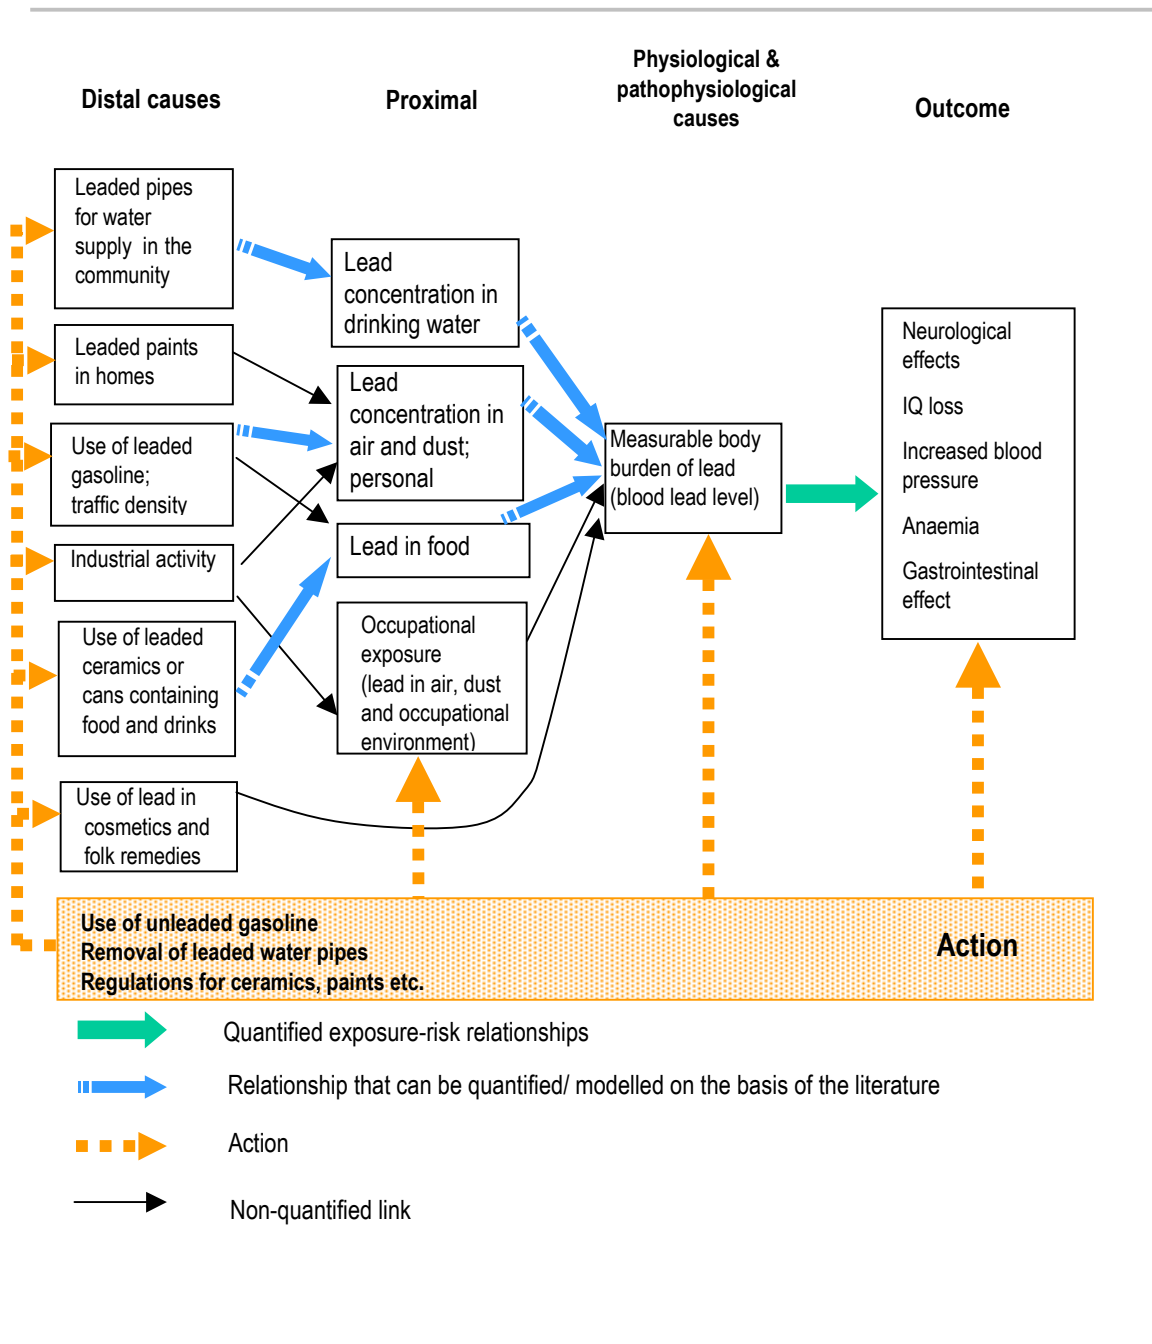 Distal causes
Proximal
Physiological &
pathophysiological
causes
Outcome
Leaded pipes
for water
supply in the
community
Leaded paints
in homes
Use of leaded
gasoline;
traffic density
Industrial activity
Use of leaded
ceramics or
cans containing
food and drinks
Use of lead in
cosmetics and
folk remedies
Lead
concentration in
drinking water
Lead
concentration in
air and dust;
personal
Lead in food
Occupational
exposure
(lead in air, dust
and occupational
environment)
Measurable body
burden of lead
(blood lead level)
Neurological
effects
IQ loss
Increased blood
pressure
Anaemia
Gastrointestinal
effect
Use of unleaded gasoline
Removal of leaded water pipes
Regulations for ceramics, paints etc.
Action
Quantified exposure-risk relationships
Relationship that can be quantified/ modelled on the basis of the literature
Action
Non-quantified link